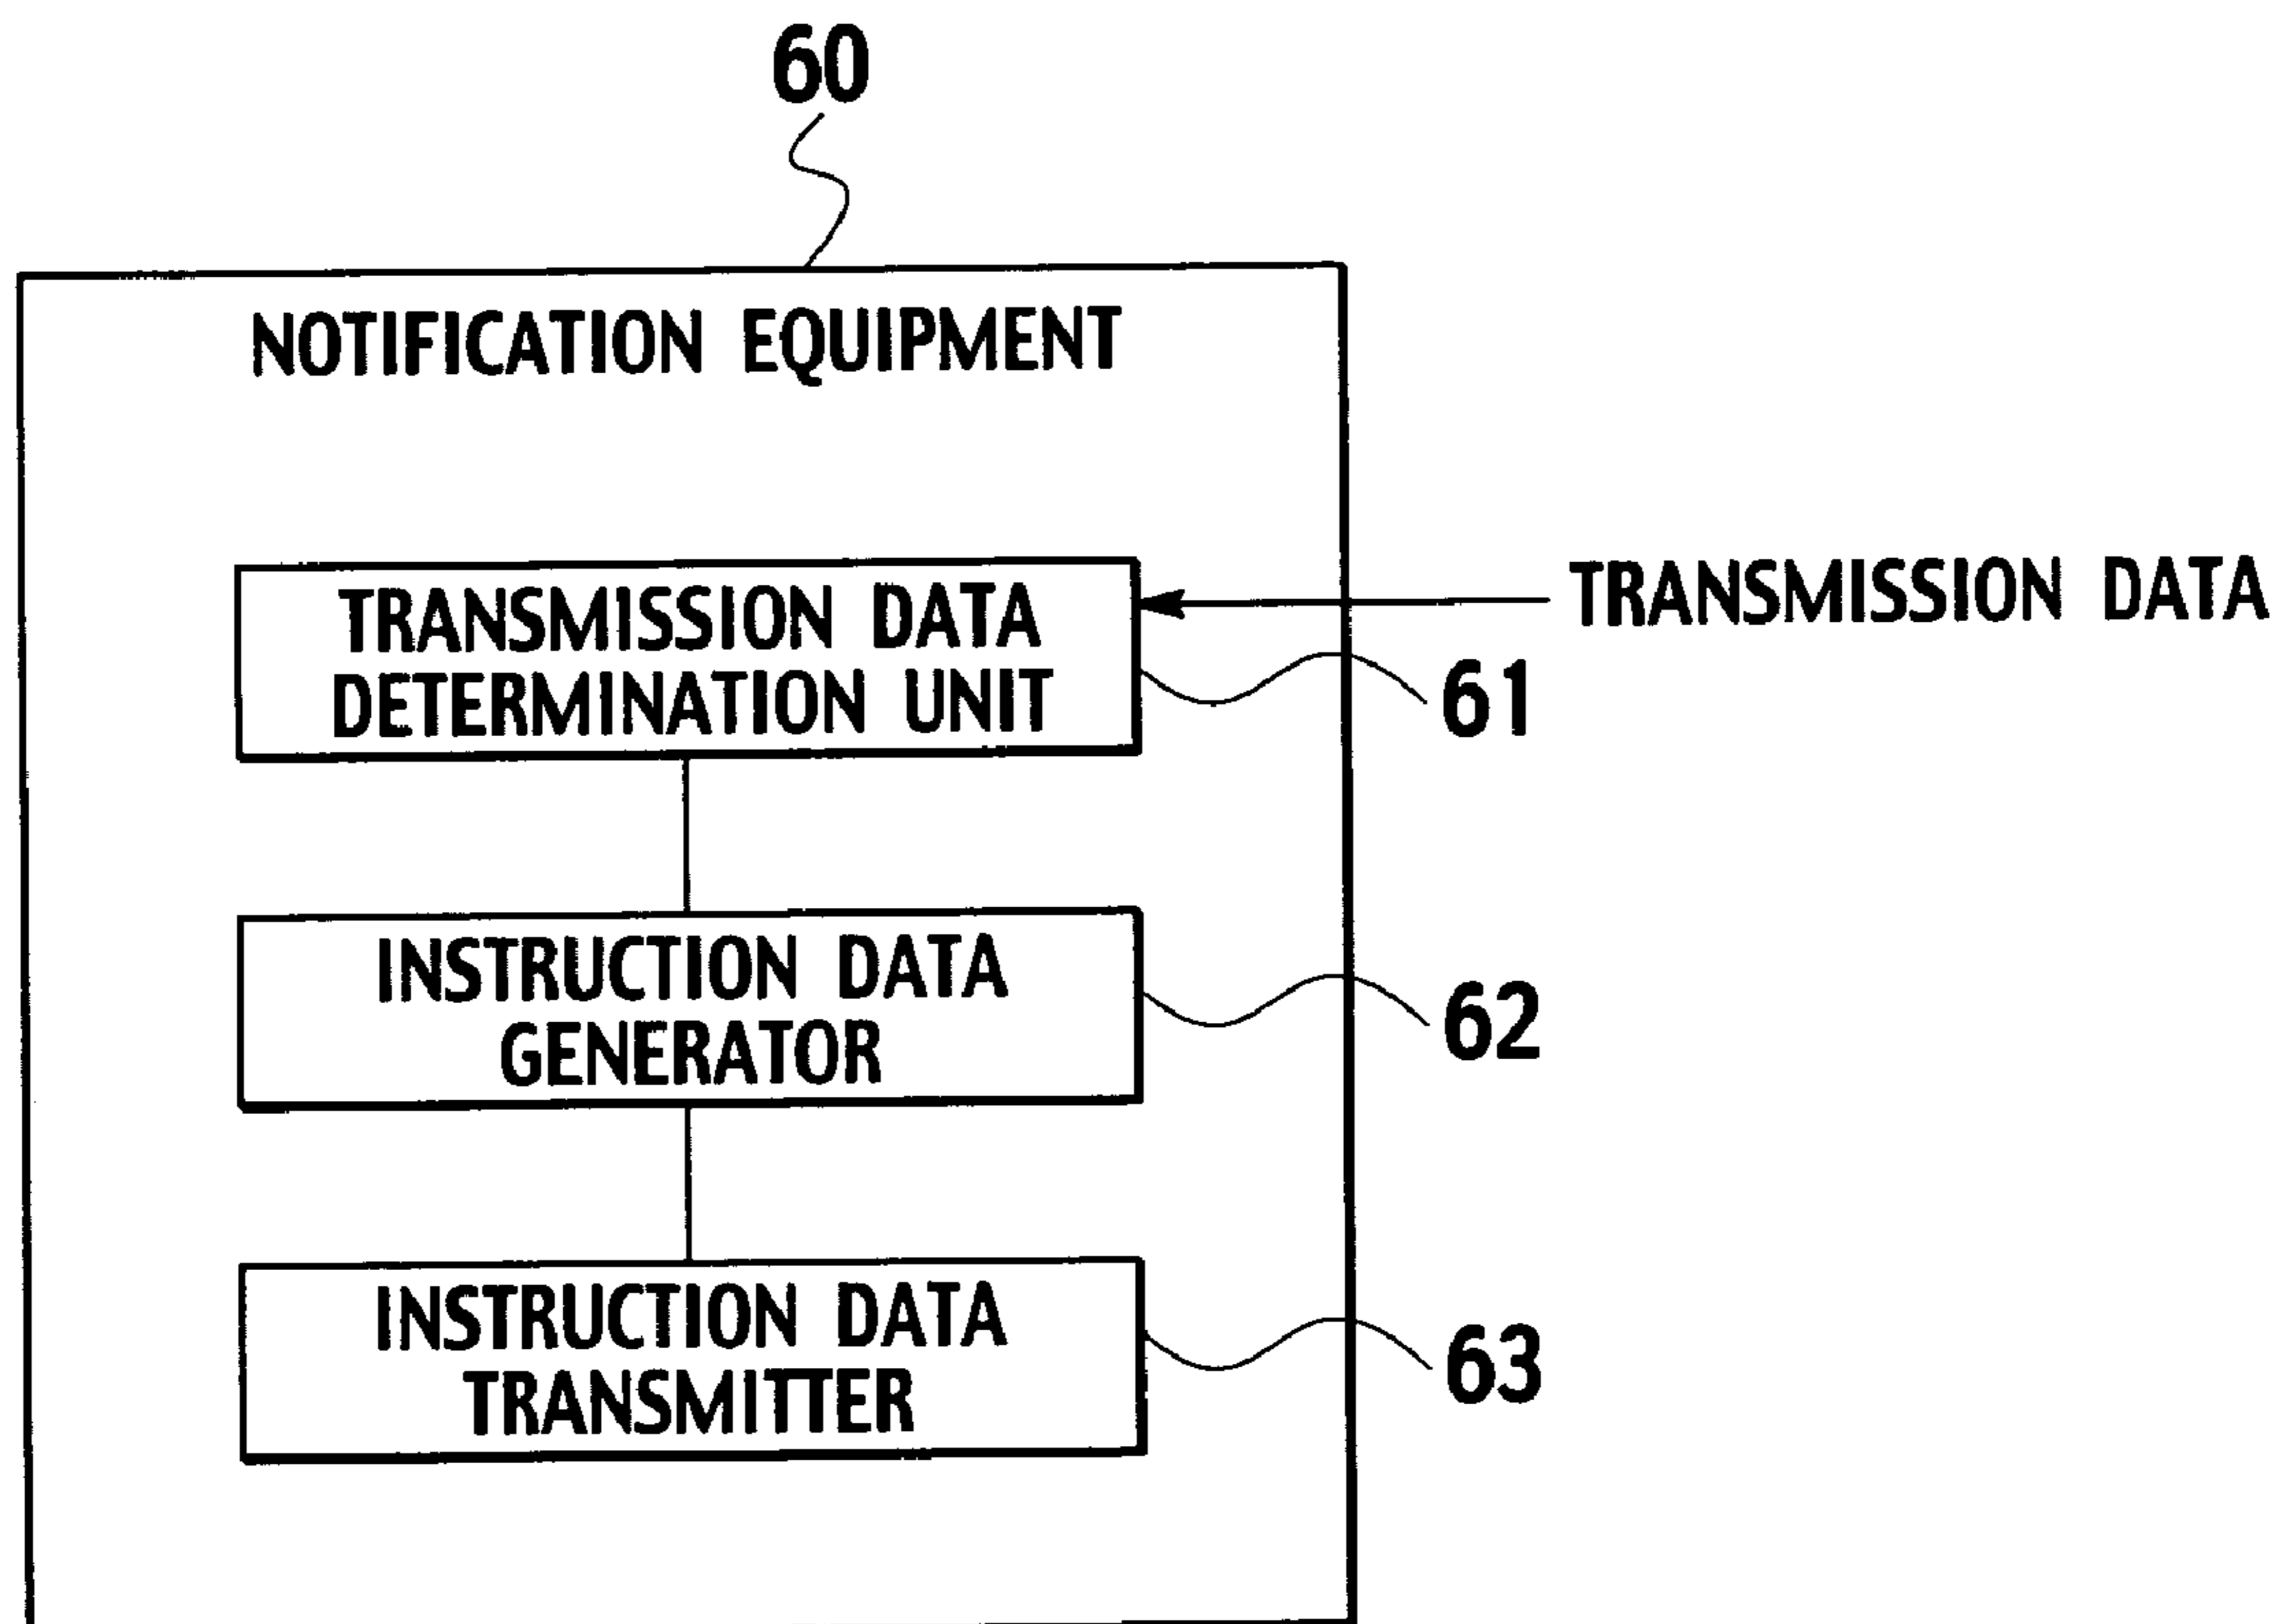 60
NOTIFICATION EQUIPMENT
TRANSMISSION DATA
DETERMINATION UNIT
TRANSMISSION DATA
61
INSTRUCTION DATA
GENERATOR
62
INSTRUCTION DATA
TRANSMITTER
63